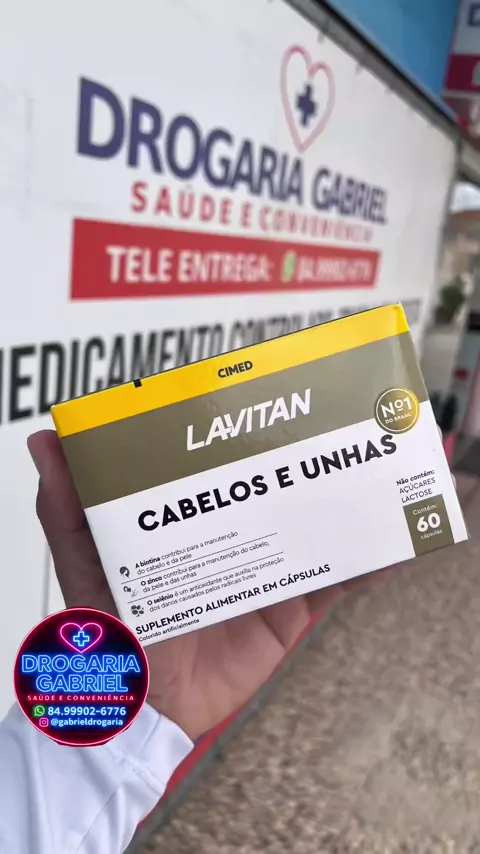 DROGARIA GABRIEL
SAÚDE E CONVENIÊNCIA
TELE ENTREGA: 84.99902-6776
MEDICAMENTO
CIMED
LAVITAN
Nº1
DO BRASIL
CABELOS E UNHAS
Não contém:
AÇÚCARES
LACTOSE
Contém:
60
cápsulas
A biotina contribui para a manutenção
do cabelo e da pele
O zinco contribui para a manutenção do cabelo,
da pele e das unhas
O selênio é um antioxidante que auxilia na proteção
dos danos causados pelos radicais livres
SUPLEMENTO ALIMENTAR EM CÁPSULAS
Colorido artificialmente
DROGARIA
GABRIEL
SAÚDE E CONVENIÊNCIA
84.99902-6776
@gabrieldrogaria